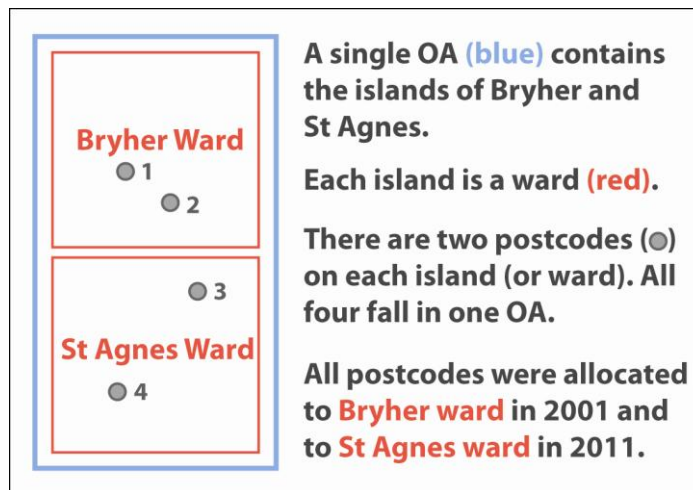 Bryher Ward
1
2
3
St Agnes Ward
4
A single OA (blue) contains
the islands of Bryher and
St Agnes.
Each island is a ward (red).
There are two postcodes ( )
on each island (or ward). All
four fall in one OA.
All postcodes were allocated
to Bryher ward in 2001 and
to St Agnes ward in 2011.